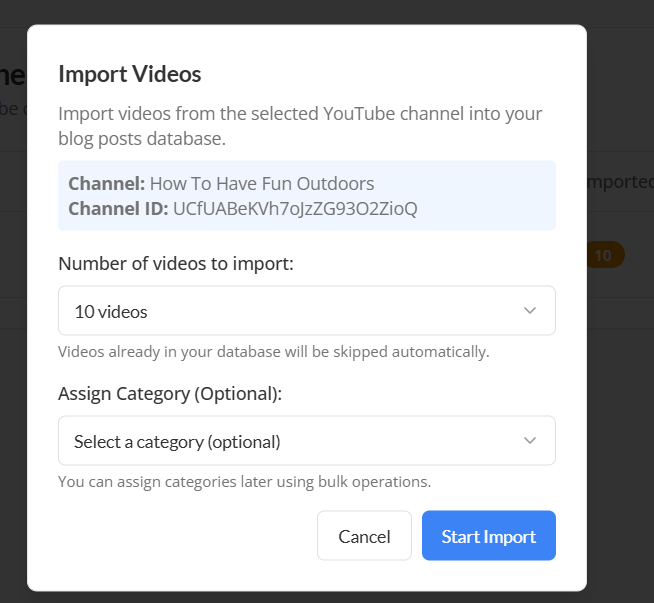 Import Videos
Import videos from the selected YouTube channel into your
blog posts database.
Channel: How To Have Fun Outdoors
Channel ID: UCfUABeKVh7oJzZG93O2ZioQ
Number of videos to import:
10 videos
Videos already in your database will be skipped automatically.
Assign Category (Optional):
Select a category (optional)
You can assign categories later using bulk operations.
Cancel
Start Import
ne
be c
mported
10